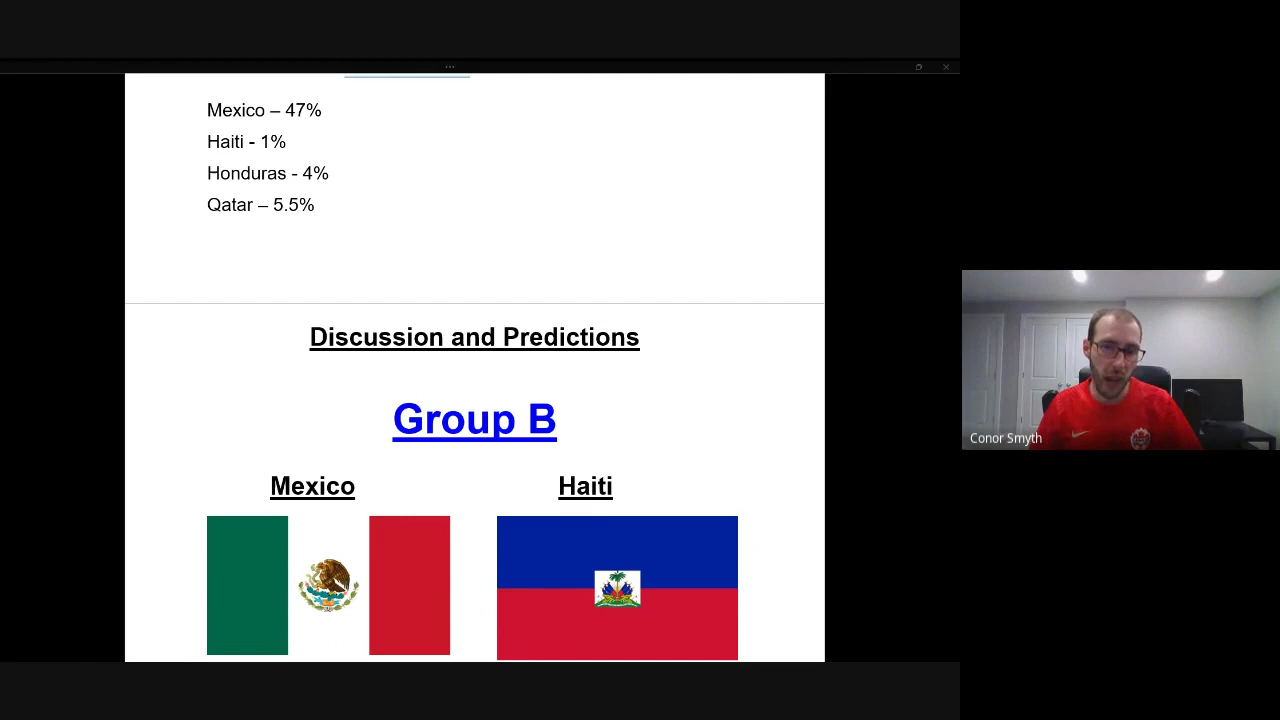 Mexico – 47%
Haiti - 1%
Honduras - 4%
Qatar – 5.5%
Discussion and Predictions
Group B
Mexico
Haiti
Conor Smyth